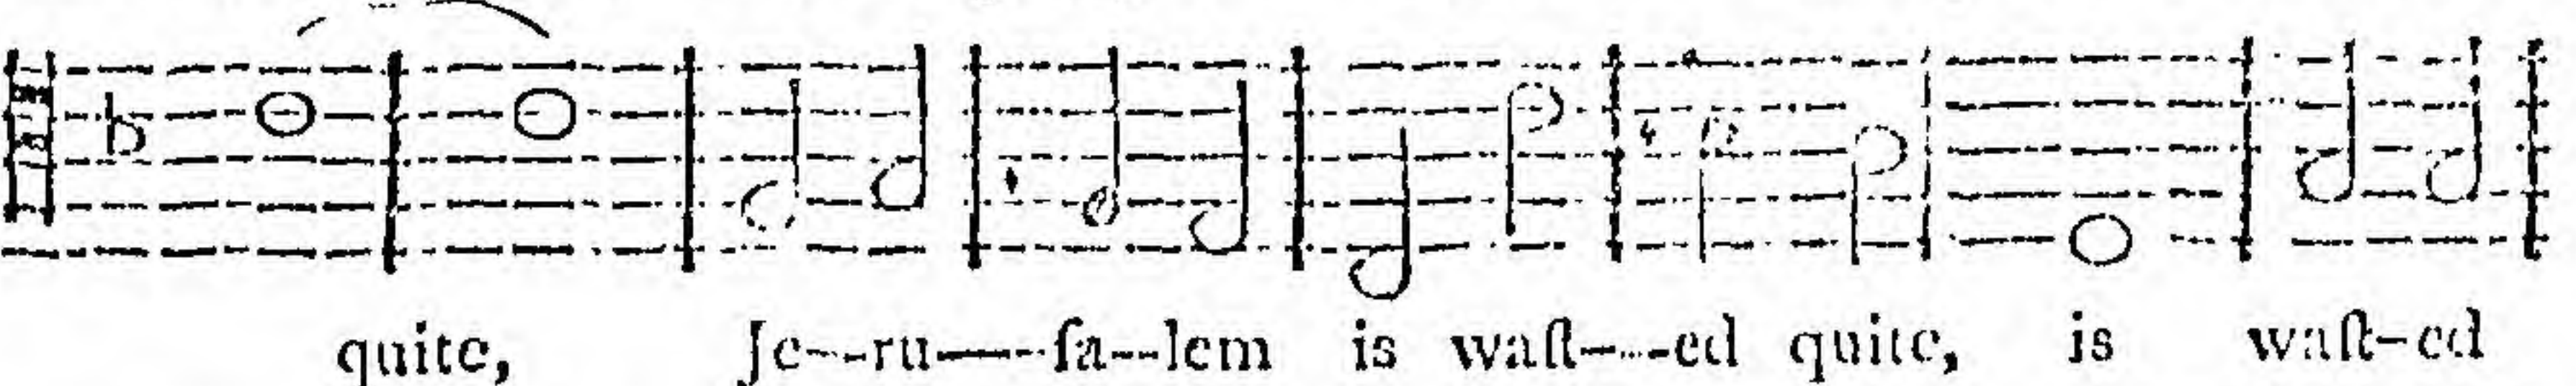 quite, Je--ru----ſa--lem is waſt---ed quite, is waſt-ed